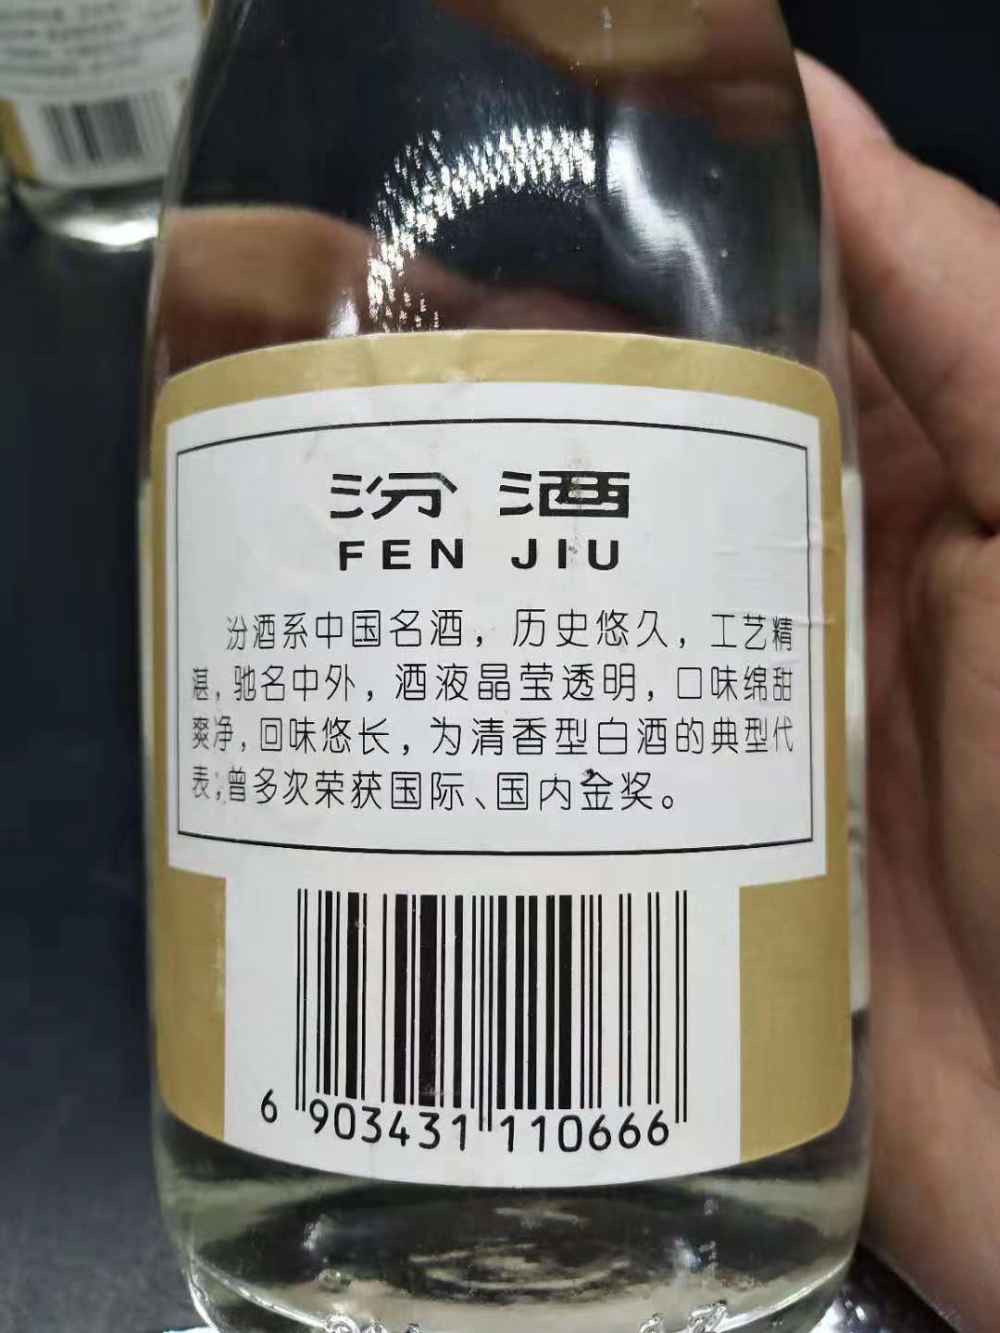 汾酒
FEN JIU
汾酒系中国名酒，历史悠久，工艺精
湛，驰名中外，酒液晶莹透明，口味绵甜
爽净，回味悠长，为清香型白酒的典型代
表；曾多次荣获国际、国内金奖。
6 903431 110666